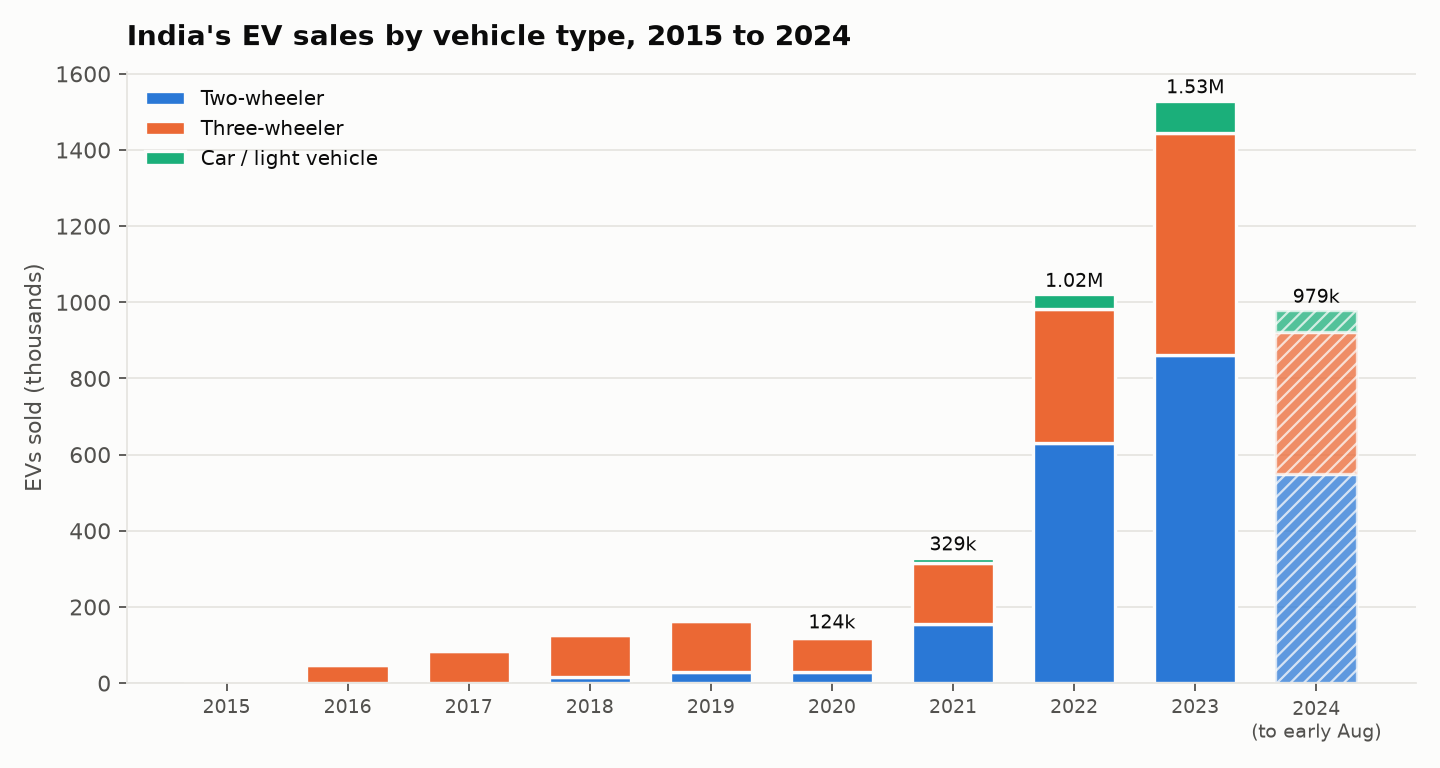 India's EV sales by vehicle type, 2015 to 2024
Two-wheeler
Three-wheeler
Car / light vehicle
EVs sold (thousands)
1600
1400
1200
1000
800
600
400
200
0
124k
329k
1.02M
1.53M
979k
2015
2016
2017
2018
2019
2020
2021
2022
2023
2024
(to early Aug)